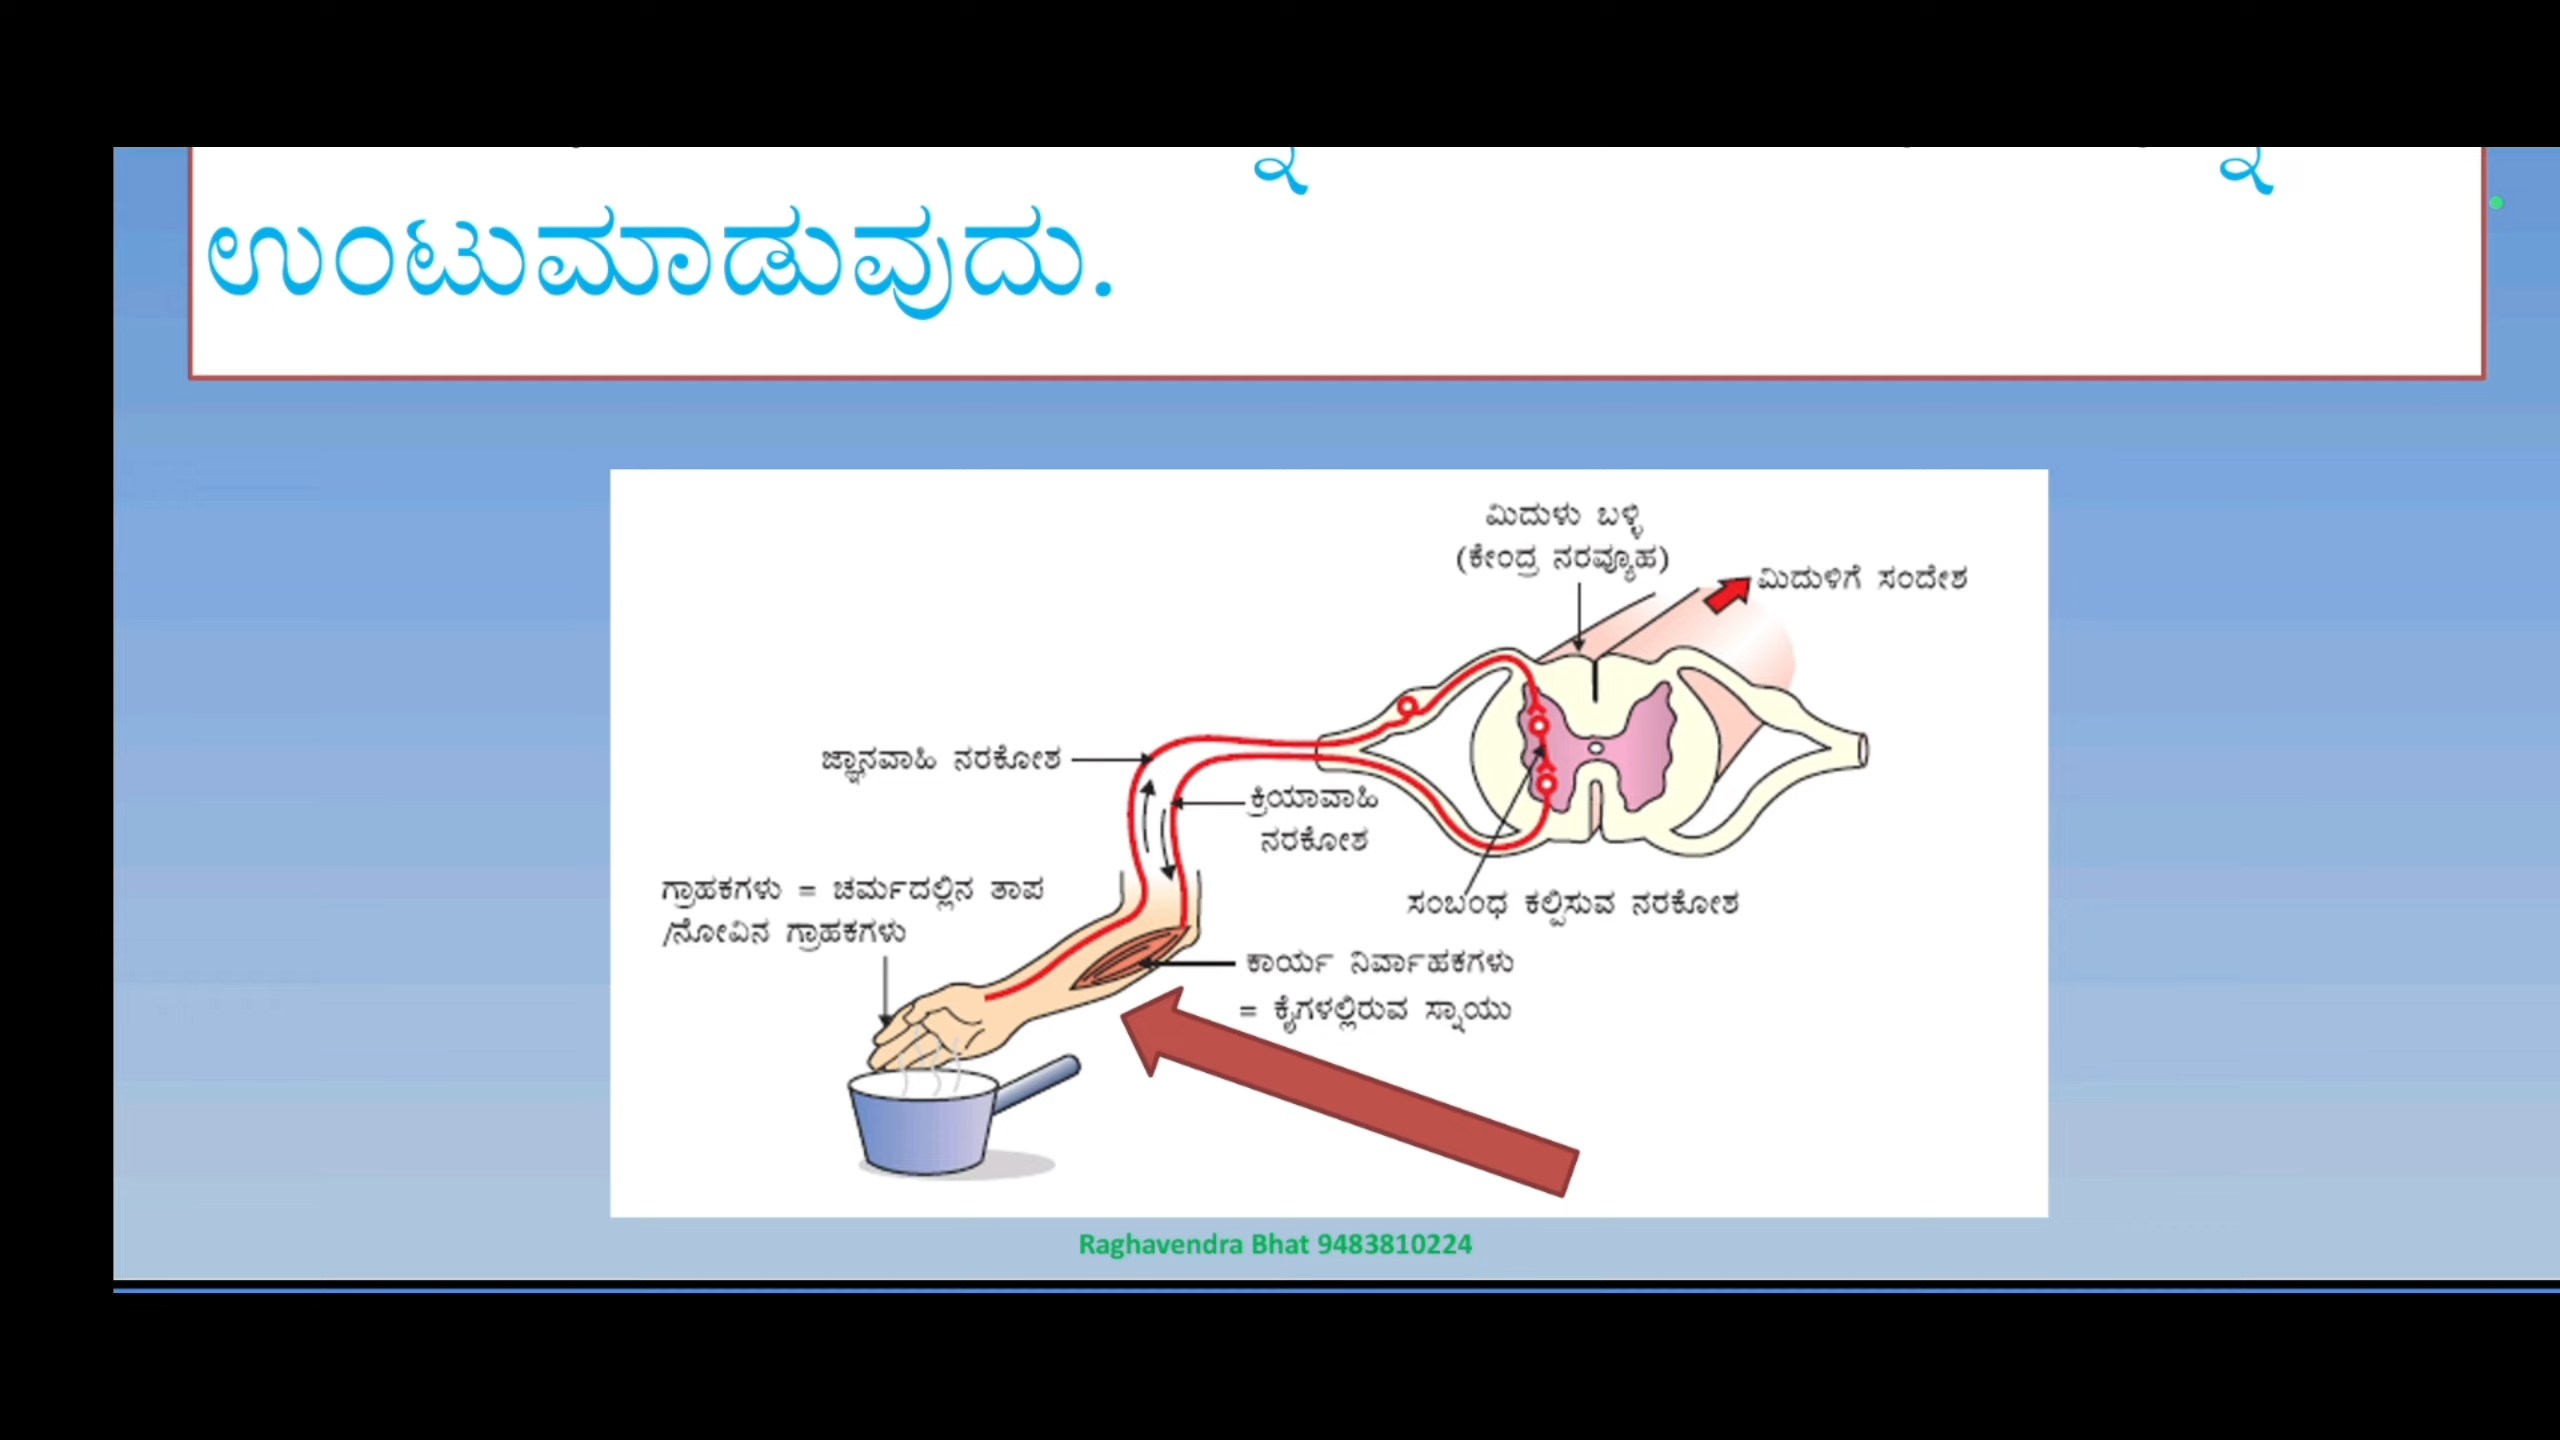 ಉಂಟುಮಾಡುವುದು.
ಮಿದುಳು ಬಳ್ಳಿ
(ಕೇಂದ್ರ ನರವ್ಯೂಹ)
ಮಿದುಳಿಗೆ ಸಂದೇಶ
ಜ್ಞಾನವಾಹಿ ನರಕೋಶ
ಕ್ರಿಯಾವಾಹಿ
ನರಕೋಶ
ಗ್ರಾಹಕಗಳು = ಚರ್ಮದಲ್ಲಿನ ತಾಪ
/ನೋವಿನ ಗ್ರಾಹಕಗಳು
ಸಂಬಂಧ ಕಲ್ಪಿಸುವ ನರಕೋಶ
ಕಾರ್ಯ ನಿರ್ವಾಹಕಗಳು
= ಕೈಗಳಲ್ಲಿರುವ ಸ್ನಾಯು
Raghavendra Bhat 9483810224